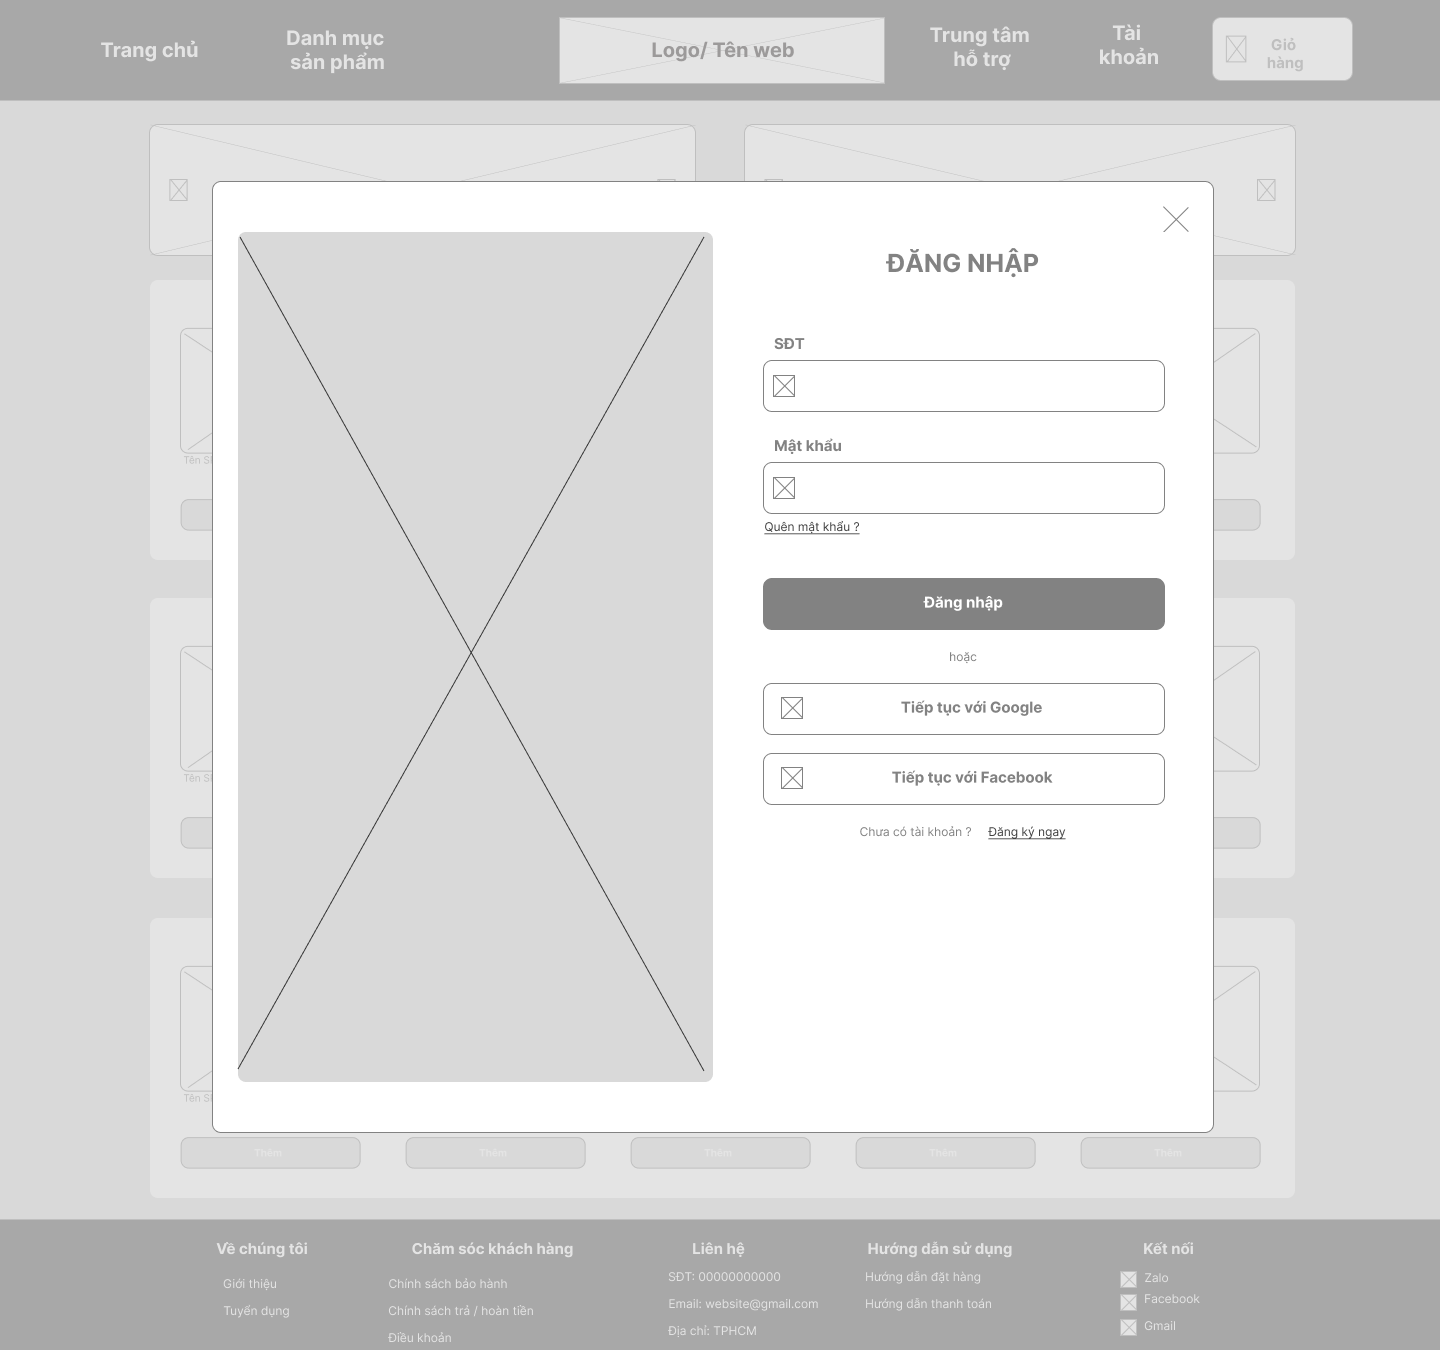 Trang chủ
Danh mục
sản phẩm
Logo/ Tên web
Trung tâm
hỗ trợ
Tài
khoản
Giỏ
hàng
ĐĂNG NHẬP
SĐT
Mật khẩu
Quên mật khẩu ?
Đăng nhập
hoặc
Tiếp tục với Google
Tiếp tục với Facebook
Chưa có tài khoản ? Đăng ký ngay
Tên
Tên
Tên
Thêm
Thêm
Thêm
Thêm
Thêm
Về chúng tôi
Giới thiệu
Tuyển dụng
Chăm sóc khách hàng
Chính sách bảo hành
Chính sách trả / hoàn tiền
Điều khoản
Liên hệ
SĐT: 00000000000
Email: website@gmail.com
Địa chỉ: TPHCM
Hướng dẫn sử dụng
Hướng dẫn đặt hàng
Hướng dẫn thanh toán
Kết nối
Zalo
Facebook
Gmail